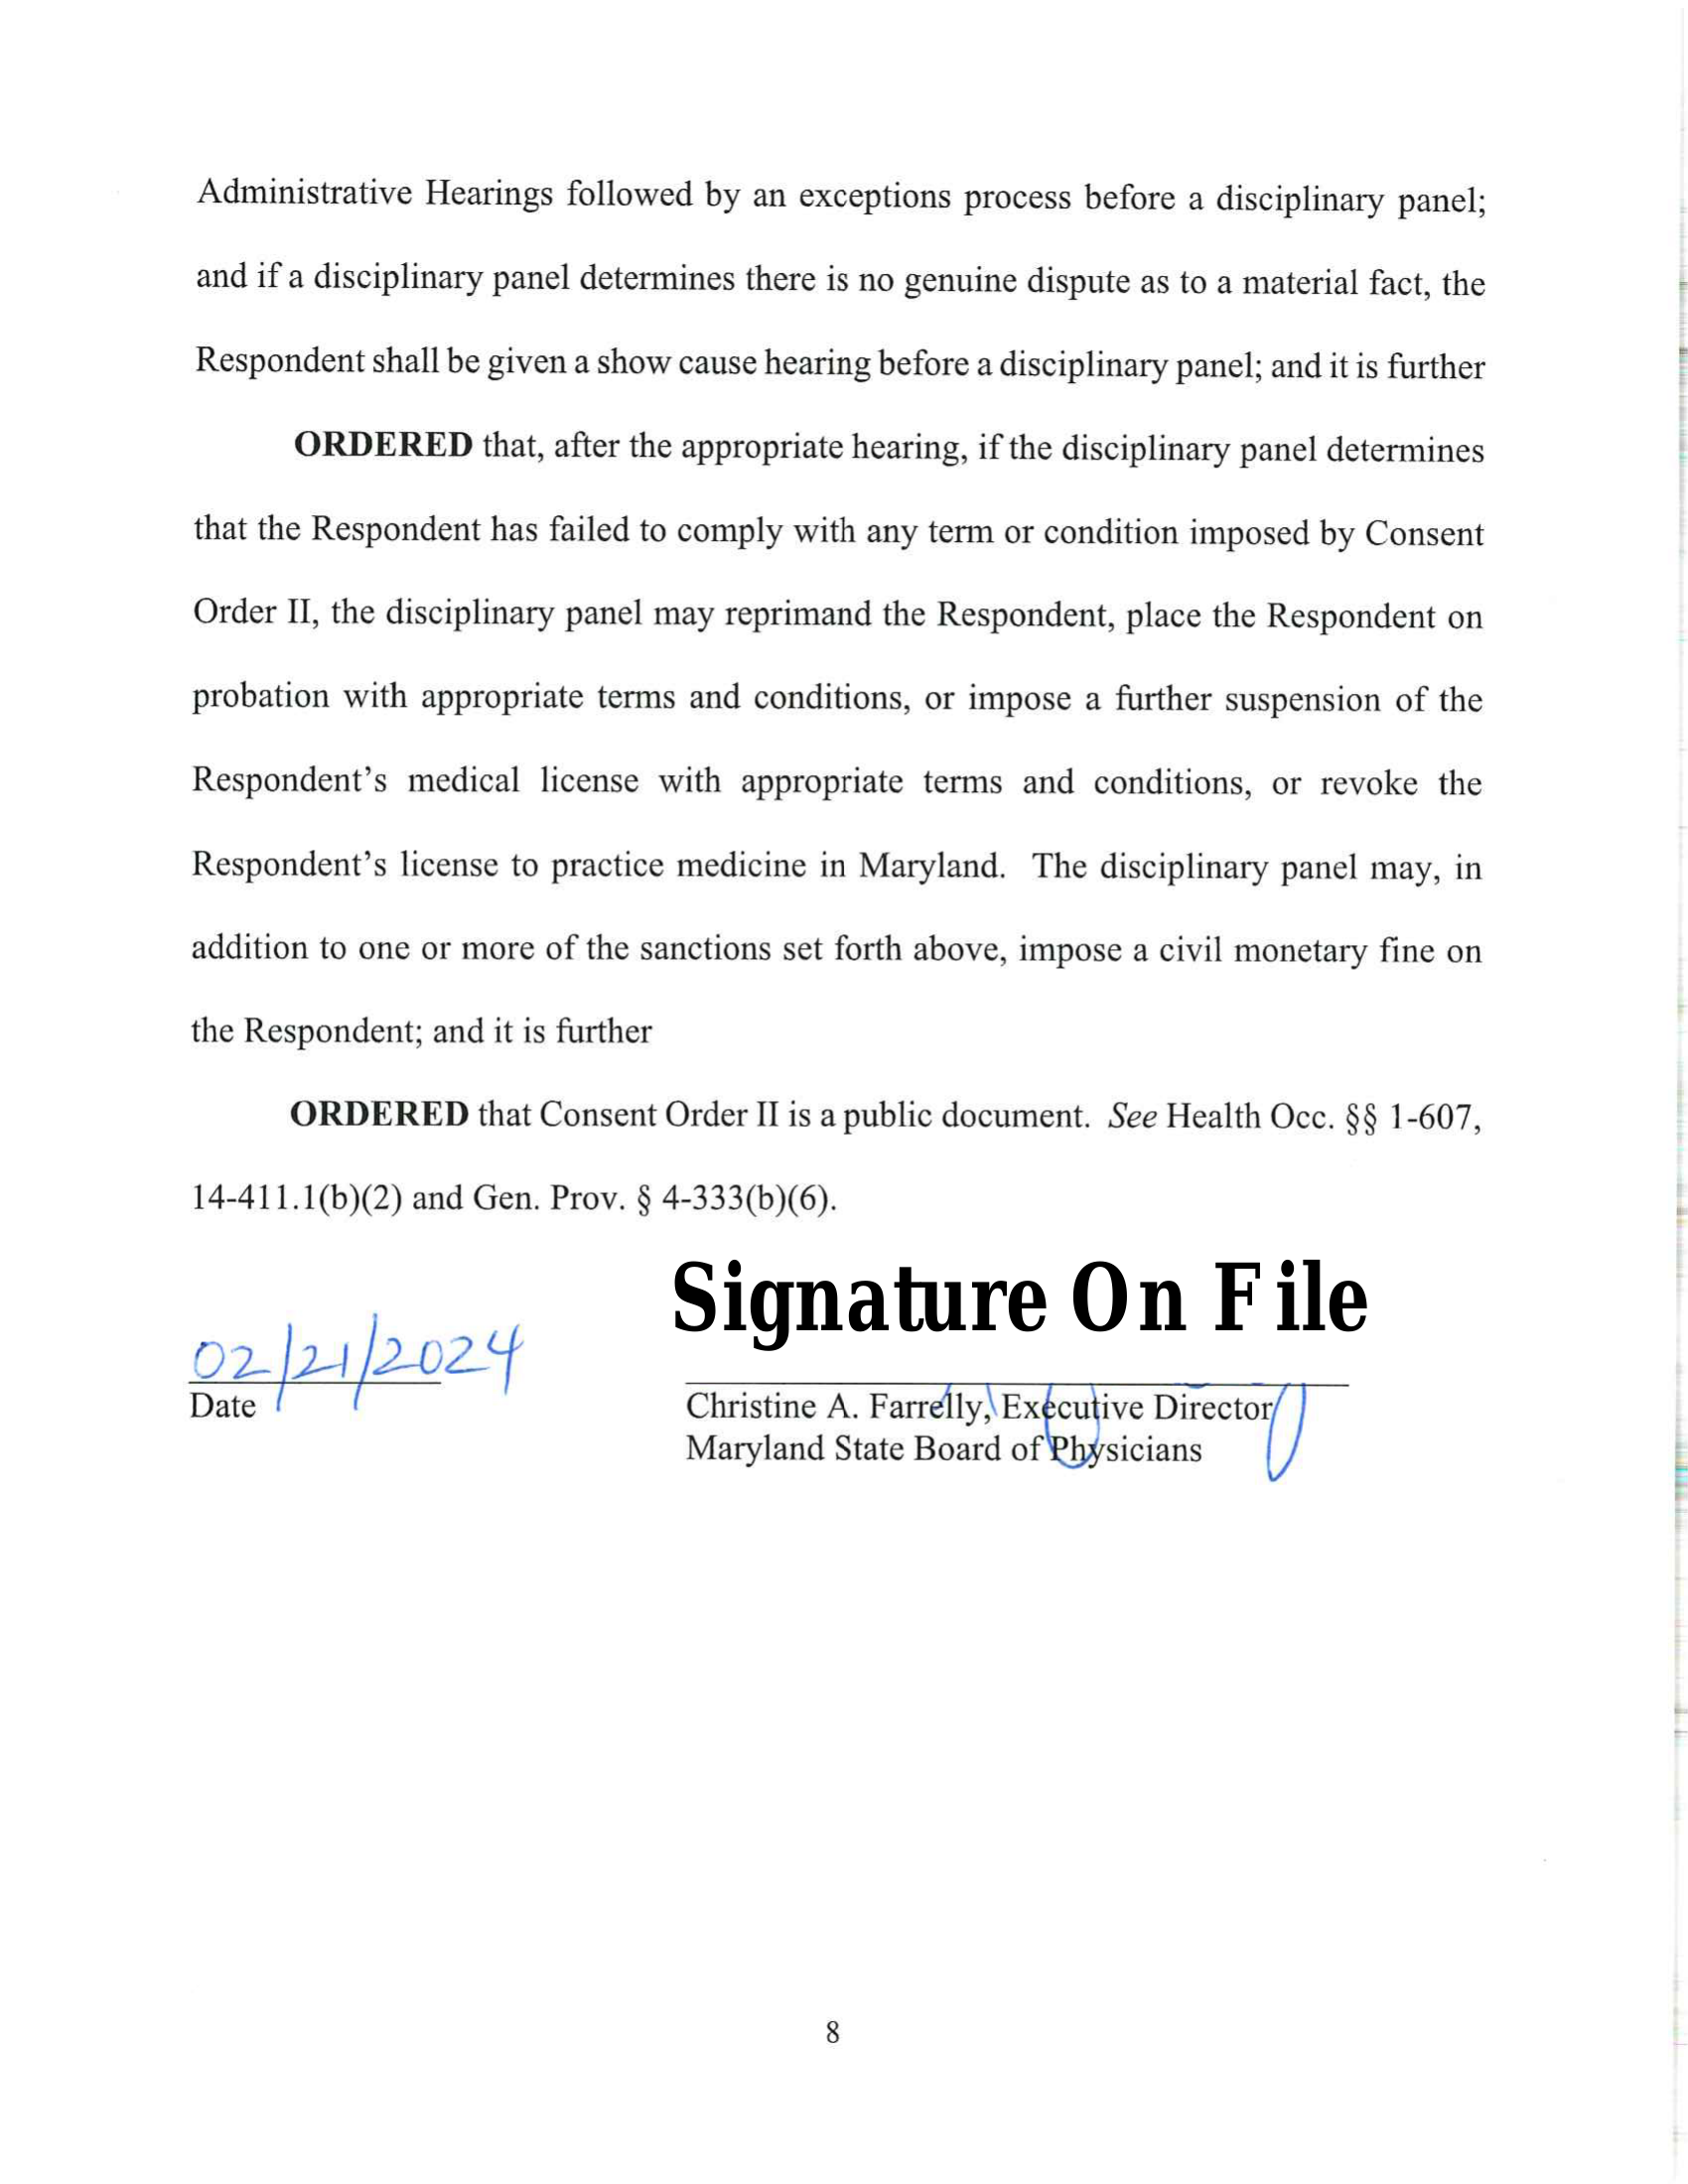 Administrative Hearings followed by an exceptions process before a disciplinary panel;
and if a disciplinary panel determines there is no genuine dispute as to a material fact, the
Respondent shall be given a show cause hearing before a disciplinary panel; and it is further
ORDERED that, after the appropriate hearing, if the disciplinary panel determines
that the Respondent has failed to comply with any term or condition imposed by Consent
Order II, the disciplinary panel may reprimand the Respondent, place the Respondent on
probation with appropriate terms and conditions, or impose a further suspension of the
Respondent's medical license with appropriate terms and conditions, or revoke the
Respondent's license to practice medicine in Maryland. The disciplinary panel may, in
addition to one or more of the sanctions set forth above, impose a civil monetary fine on
the Respondent; and it is further
ORDERED that Consent Order II is a public document. See Health Occ. §§ 1-607,
14-411.1(b)(2) and Gen. Prov. § 4-333(b)(6).
Signature On File
02/21/2024
Date
Christine A. Farrelly, Executive Director
Maryland State Board of Physicians
8